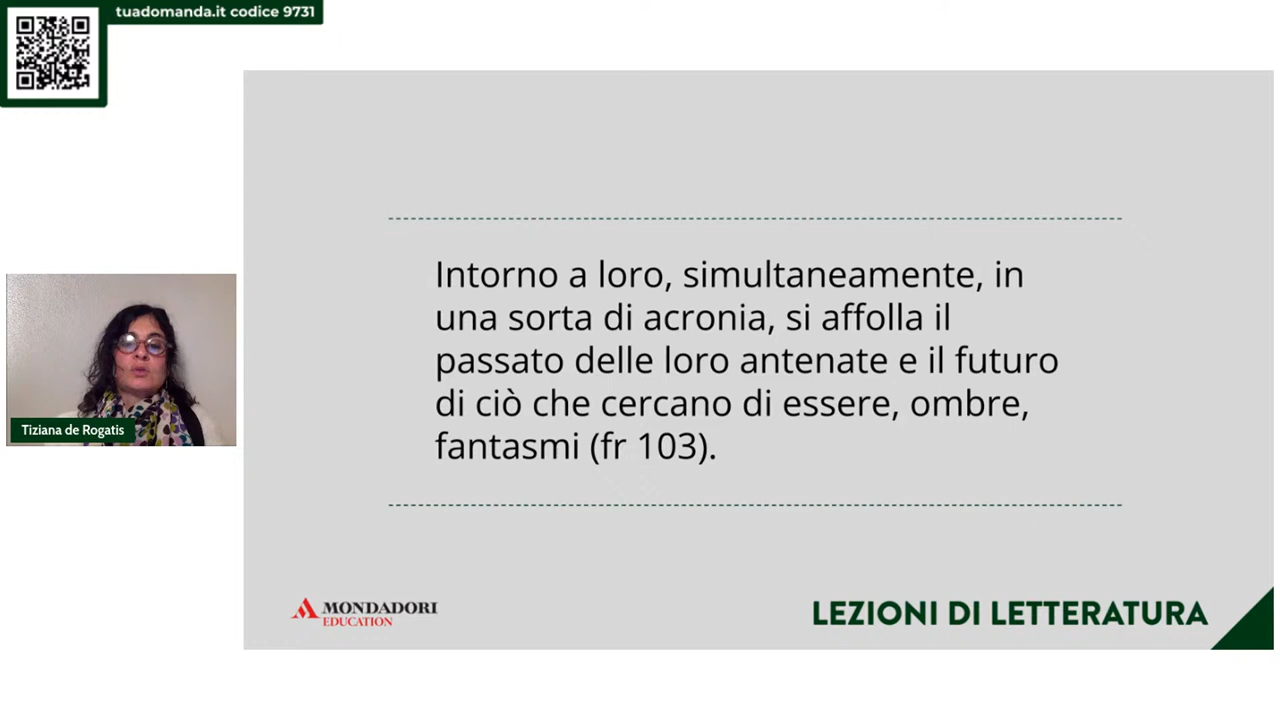 tuadomanda.it codice 9731
Intorno a loro, simultaneamente, in
una sorta di acronia, si affolla il
passato delle loro antenate e il futuro
di ciò che cercano di essere, ombre,
fantasmi (fr 103).
Tiziana de Rogatis
MONDADORI
EDUCATION
LEZIONI DI LETTERATURA